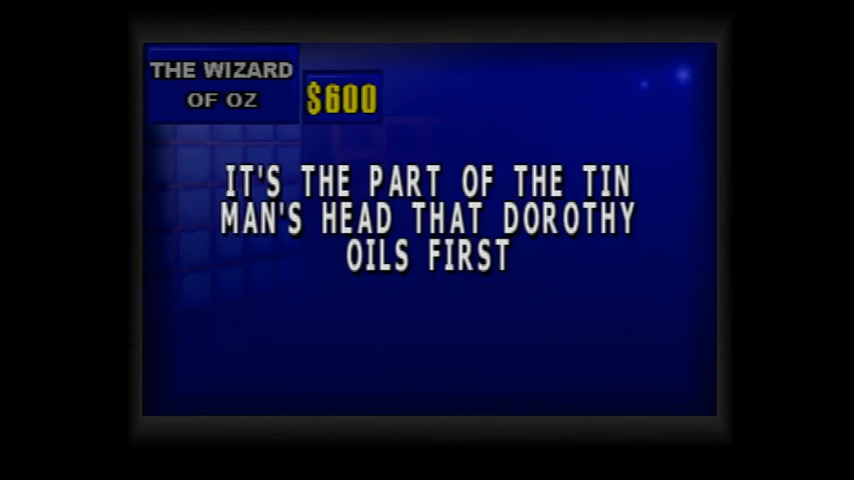 THE WIZARD
OF OZ
$600
IT'S THE PART OF THE TIN
MAN'S HEAD THAT DOROTHY
OILS FIRST